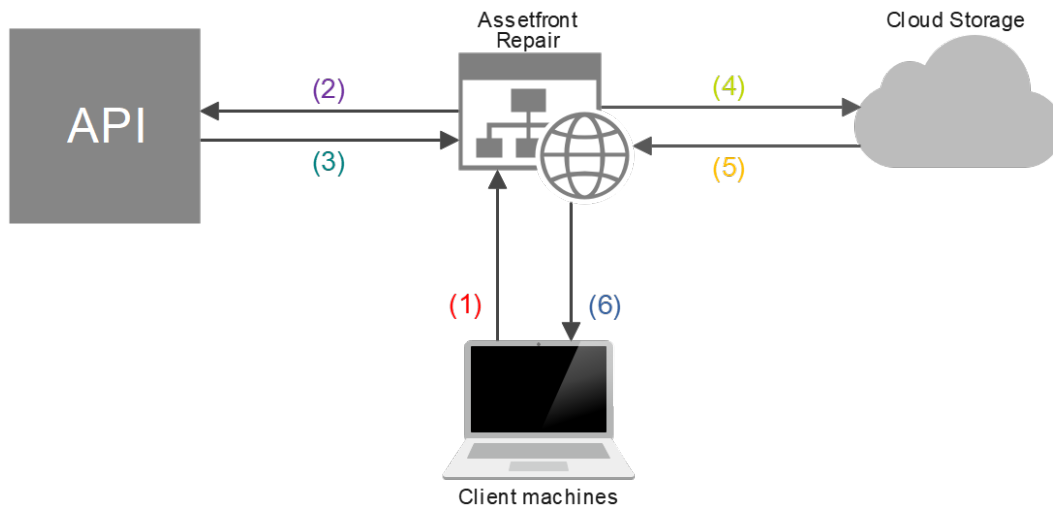 Assetfront
Repair
Cloud Storage
API
(2)
(3)
(4)
(5)
(1)
(6)
Client machines